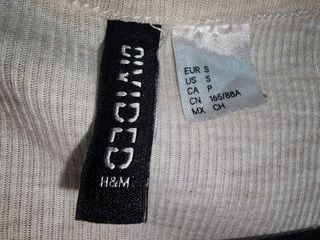 DIVIDED
H&M
EUR S
US S
CA P
CN 165/88A
MX CH